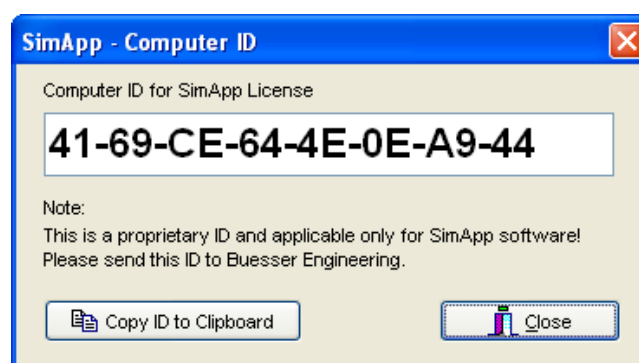 SimApp - Computer ID
Computer ID for SimApp License
41-69-CE-64-4E-0E-A9-44
Note:
This is a proprietary ID and applicable only for SimApp software!
Please send this ID to Buesser Engineering.
Copy ID to Clipboard
Close